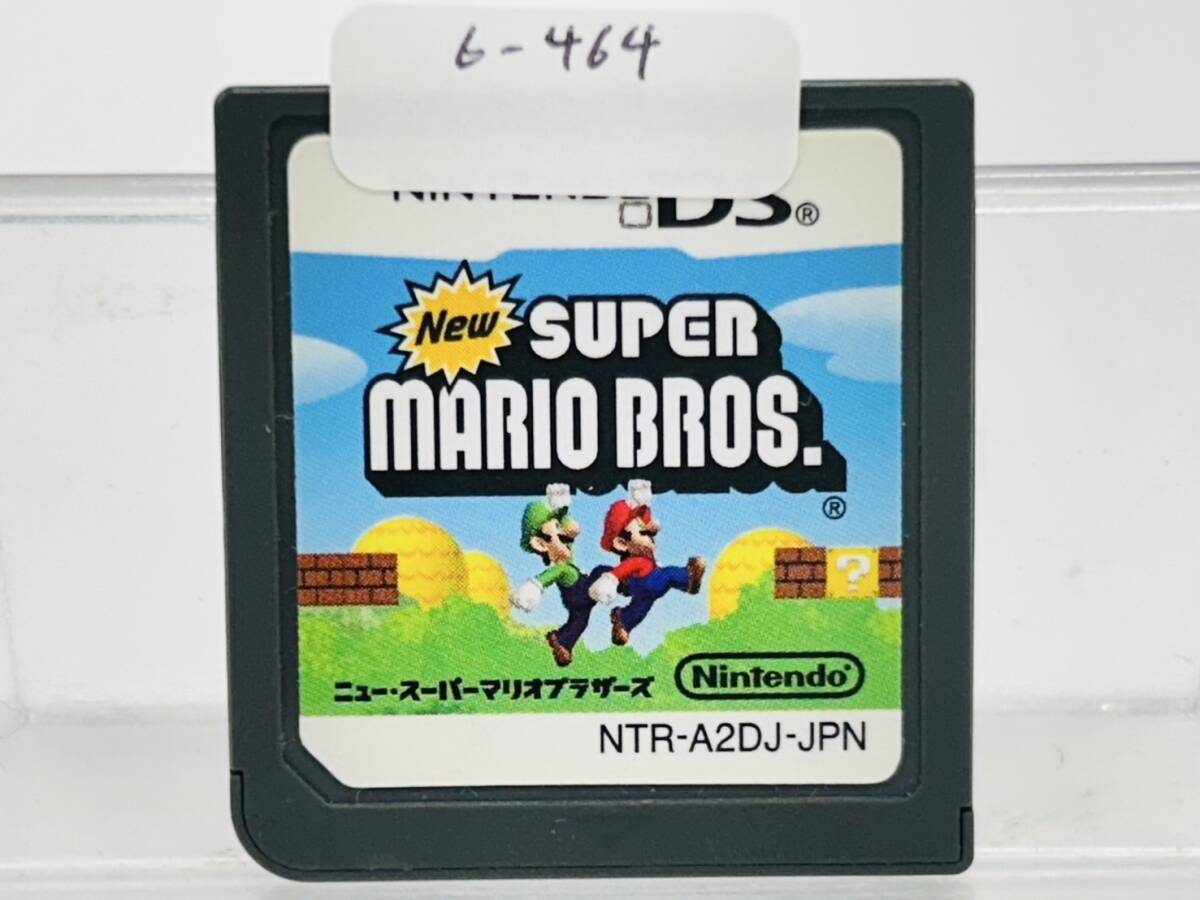 6-464
NINTENDO DS®
New SUPER
MARIO BROS.
®
?
ニュー・スーパーマリオブラザーズ Nintendo®
NTR-A2DJ-JPN